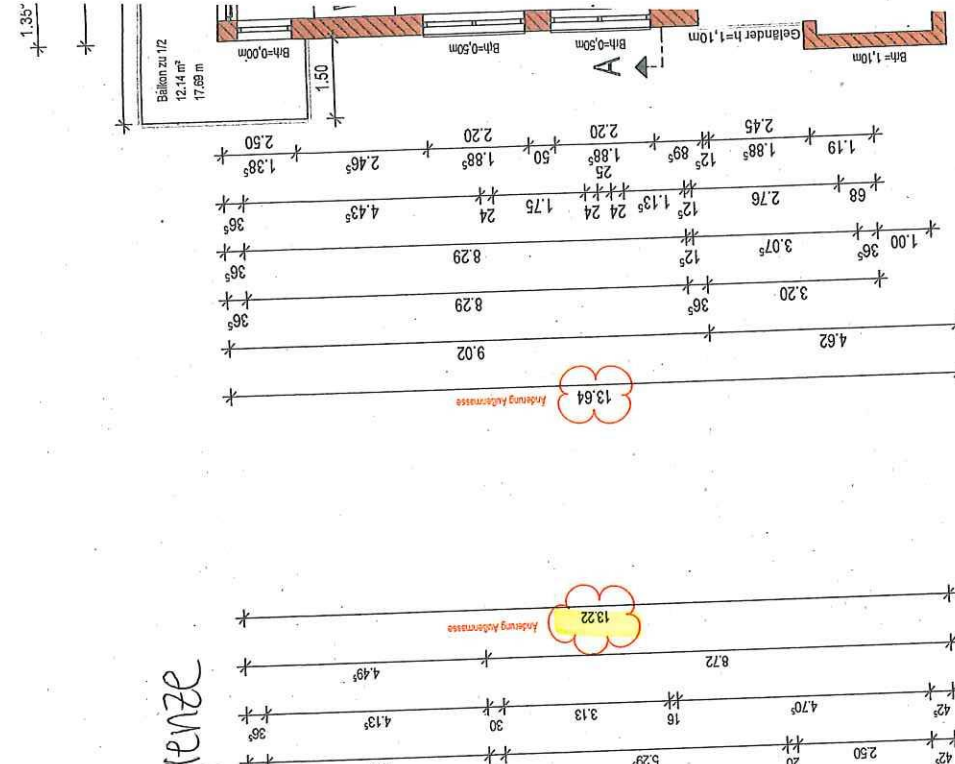 1.35⁵
Balkon zu 1/2
12.14 m²
17.69 m
1.50
Brh=0,00m
Brh=0,50m
Brh=0,50m
A
Geländer h=1,10m
Brh= 1,10m
2.50 2.20 2.20 2.45
1.38⁵ 2.46⁵ 1.88⁵ 50 1.88⁵ 89⁵ 12⁵ 1.88⁵ 1.19
25
36⁵ 4.43⁵ 24 1.75 24 24 1.13⁵ 12⁵ 2.76 68
36⁵ 8.29 12⁵ 3.07⁵ 36⁵ 1.00
36⁵ 8.29 36⁵ 3.20
9.02 4.62
Änderung Außenmasse 13.64
Änderung Außenmasse 13.22
4.49⁵ 8.72
36⁵ 4.13⁵ 30 3.13 16 4.70⁵ 42⁵
5.29⁵ 20 2.50 42⁵